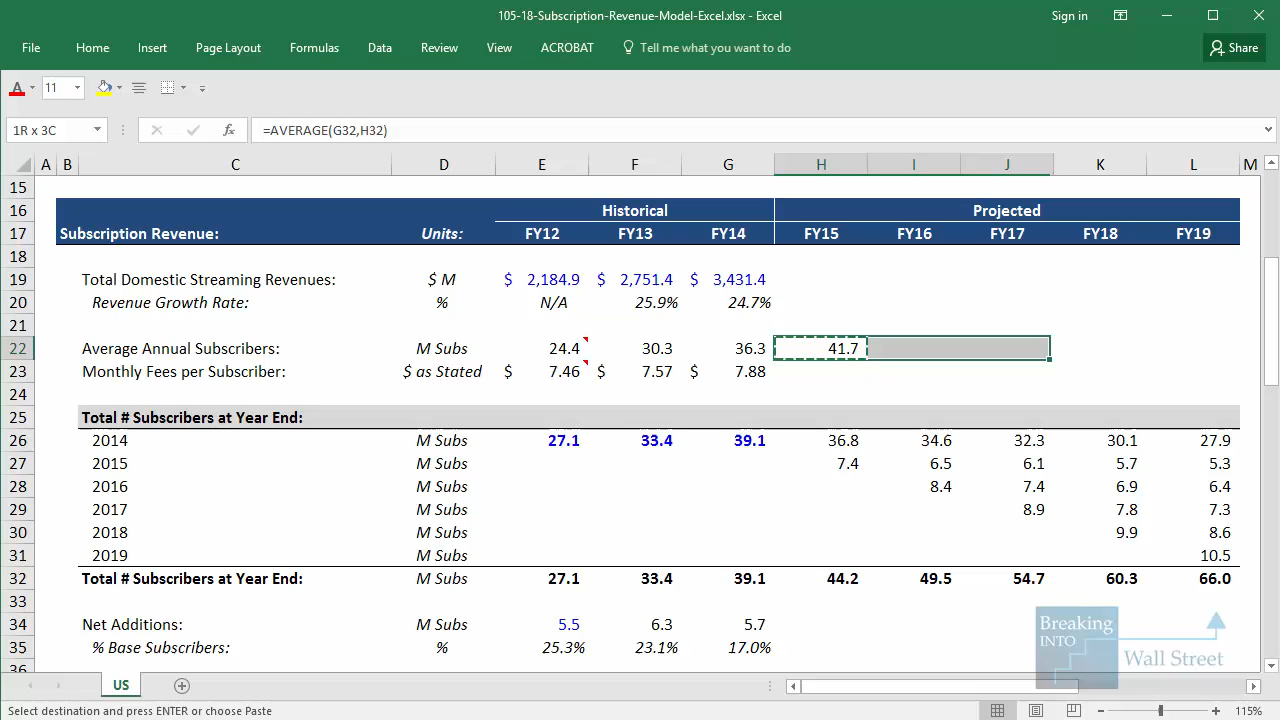 105-18-Subscription-Revenue-Model-Excel.xlsx - Excel Sign in
File Home Insert Page Layout Formulas Data Review View ACROBAT Tell me what you want to do Share
A 11
1R x 3C fx =AVERAGE(G32,H32)
A B C D E F G H I J K L M
15
16 Historical Projected
17 Subscription Revenue: Units: FY12 FY13 FY14 FY15 FY16 FY17 FY18 FY19
18
19 Total Domestic Streaming Revenues: $ M $ 2,184.9 $ 2,751.4 $ 3,431.4
20 Revenue Growth Rate: % N/A 25.9% 24.7%
21
22 Average Annual Subscribers: M Subs 24.4 30.3 36.3 41.7
23 Monthly Fees per Subscriber: $ as Stated $ 7.46 $ 7.57 $ 7.88
24
25 Total # Subscribers at Year End:
26 2014 M Subs 27.1 33.4 39.1 36.8 34.6 32.3 30.1 27.9
27 2015 M Subs 7.4 6.5 6.1 5.7 5.3
28 2016 M Subs 8.4 7.4 6.9 6.4
29 2017 M Subs 8.9 7.8 7.3
30 2018 M Subs 9.9 8.6
31 2019 M Subs 10.5
32 Total # Subscribers at Year End: M Subs 27.1 33.4 39.1 44.2 49.5 54.7 60.3 66.0
33
34 Net Additions: M Subs 5.5 6.3 5.7
35 % Base Subscribers: % 25.3% 23.1% 17.0%
36
Breaking
INTO
Wall Street
US
Select destination and press ENTER or choose Paste 115%